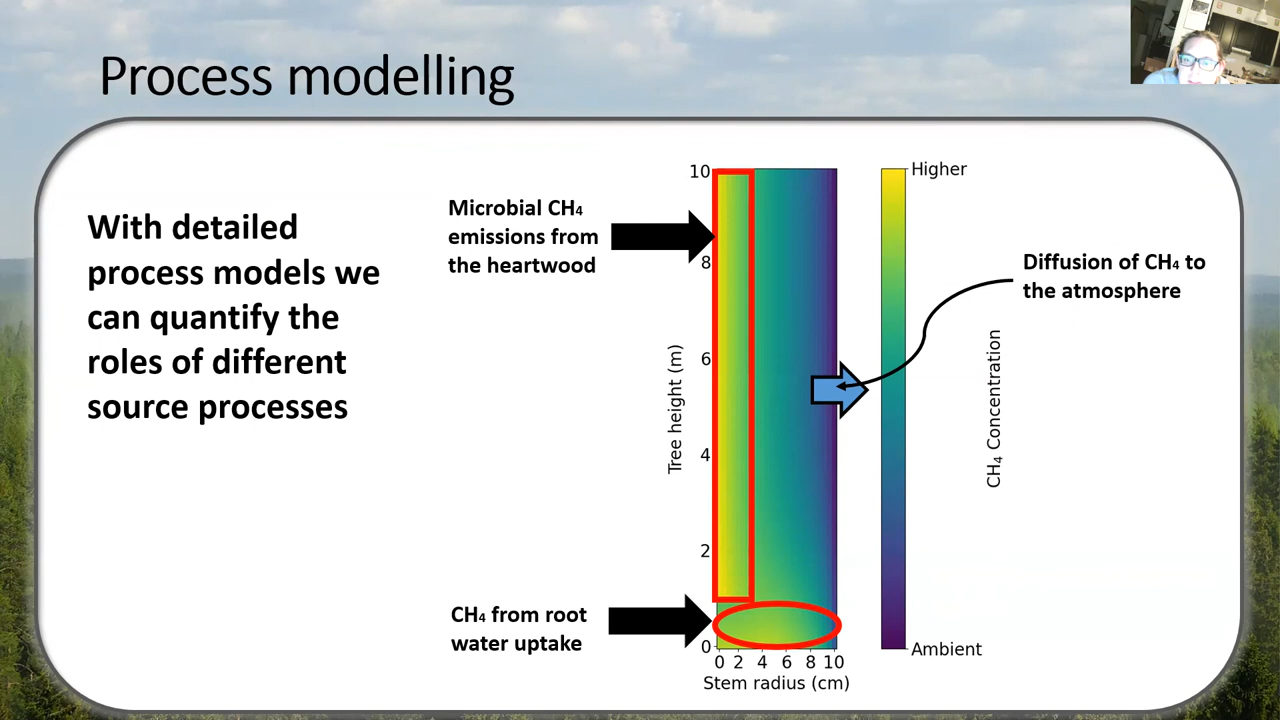 Process modelling
With detailed
process models we
can quantify the
roles of different
source processes
Microbial CH₄
emissions from
the heartwood
CH₄ from root
water uptake
Tree height (m)
10
8
6
4
2
0
0 2 4 6 8 10
Stem radius (cm)
Higher
Ambient
CH₄ Concentration
Diffusion of CH₄ to
the atmosphere